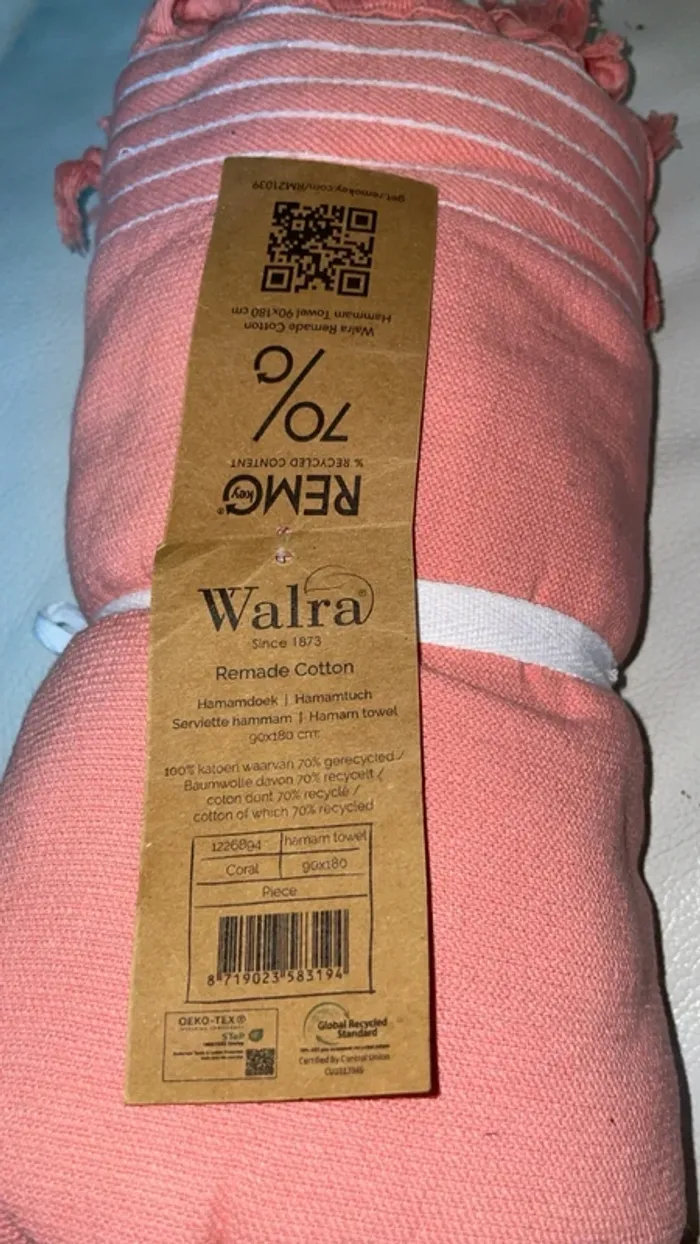 get.remokey.com/RM21039
Walra Remade Cotton
Hammam Towel 90x180 cm
70%
% RECYCLED CONTENT
REMO key®
Walra®
Since 1873
Remade Cotton
Hamamdoek | Hamamtuch
Serviette hammam | Hamam towel
90x180 cm
100% katoen waarvan 70% gerecycled /
Baumwolle davon 70% recycelt /
coton dont 70% recyclé /
cotton of which 70% recycled
1226894 hamam towel
Coral 90x180
Piece
8 719023 583194
OEKO-TEX®
STeP
Global Recycled
Standard
Certified By Control Union